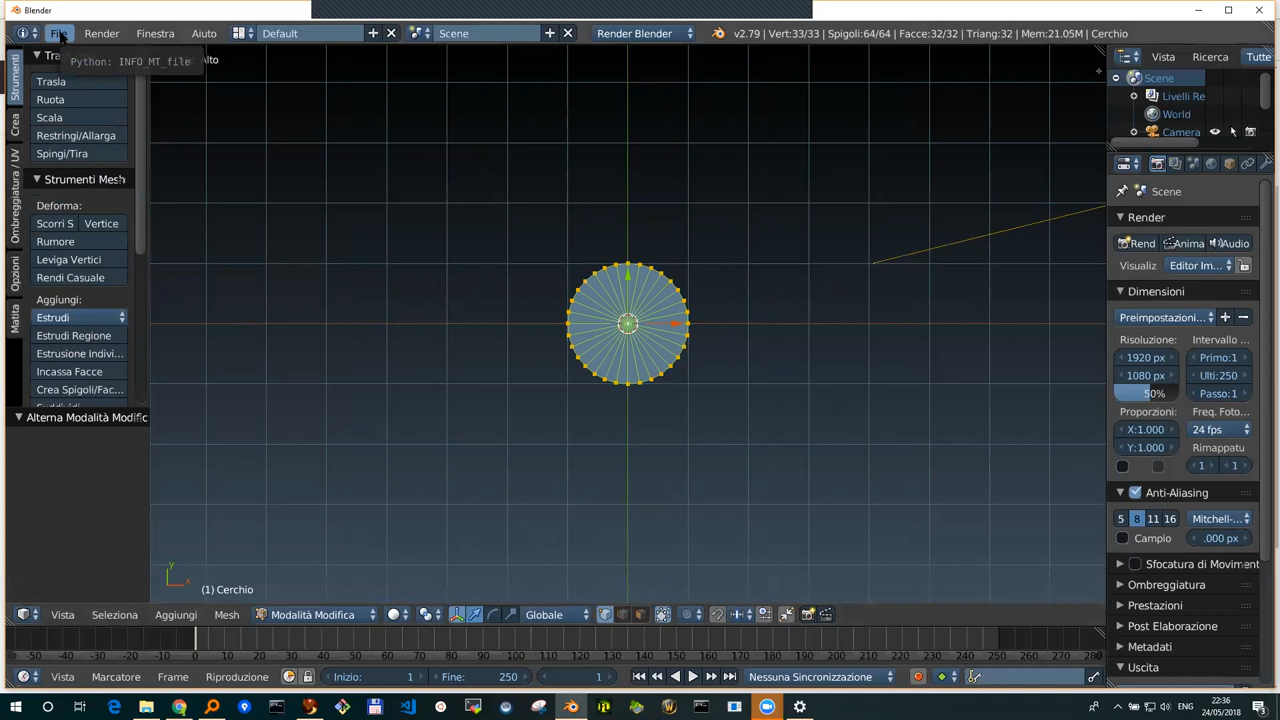 Blender
File Render Finestra Aiuto Default Scene Render Blender v2.79 | Verti:33/33 | Spigoli:64/64 | Facce:32/32 | Triang:32 | Mem:21.05M | Cerchio
Python: INFO_MT_file
Alto
Strumenti
Crea
Ombreggiatura / UV
Opzioni
Matita
Trasla
Ruota
Scala
Restringi/Allarga
Spingi/Tira
Strumenti Mesh
Deforma:
Scorri S Vertice
Rumore
Leviga Vertici
Rendi Casuale
Aggiungi:
Estrudi
Estrudi Regione
Estrusione Indivi...
Incassa Facce
Crea Spigoli/Fac...
Alterna Modalità Modific
y
x
(1) Cerchio
Vista Seleziona Aggiungi Mesh Modalità Modifica Globale
-50 -40 -30 -20 -10 0 10 20 30 40 50 60 70 80 90 100 110 120 130 140 150 160 170 180 190 200 210 220 230 240 250 260 270 280
Vista Marcatore Frame Riproduzione Inizio: 1 Fine: 250 1 Nessuna Sincronizzazione
Vista Ricerca Tutte
Scene
Livelli Re
World
Camera
Scene
Render
Rend Anima Audio
Visualiz Editor Im...
Dimensioni
Preimpostazioni...
Risoluzione: Intervallo
1920 px Primo:1
1080 px Ulti:250
50% Passo:1
Proporzioni: Freq. Foto...
X:1.000 24 fps
Y:1.000 Rimappatu
1 1
Anti-Aliasing
5 8 11 16 Mitchell-...
Campio .000 px
Sfocatura di Moviment
Ombreggiatura
Prestazioni
Post Elaborazione
Metadati
Uscita
ENG
22:36
24/05/2018